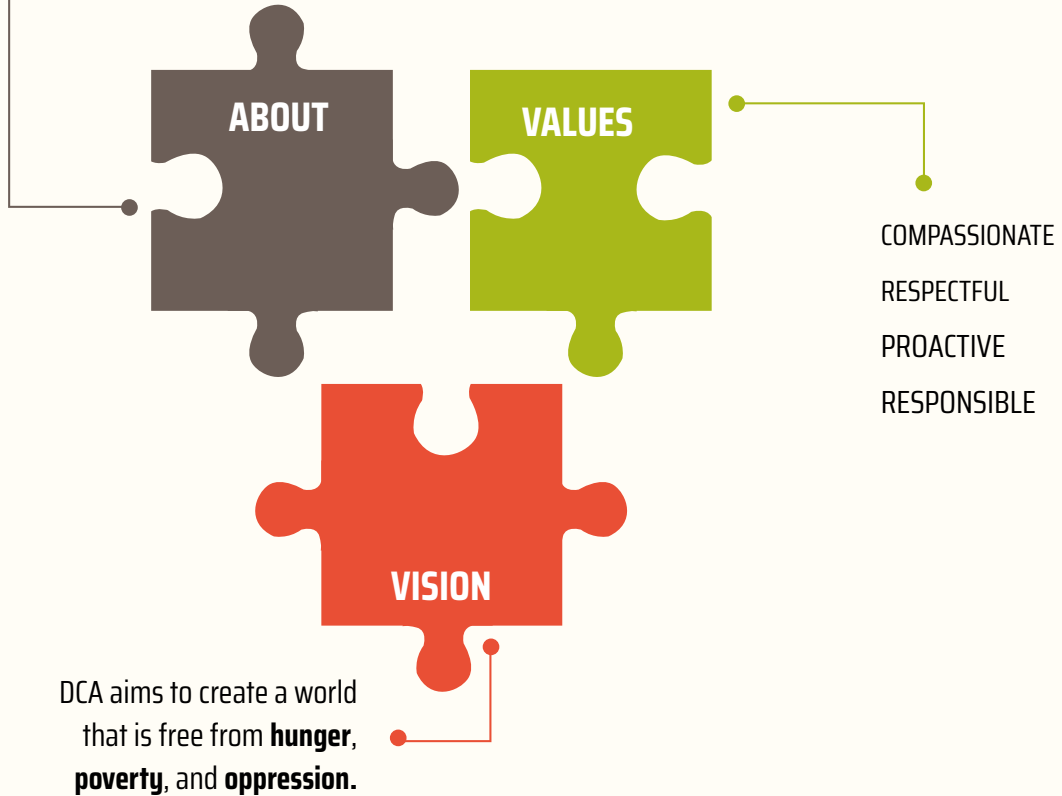 ABOUT
VALUES
COMPASSIONATE
RESPECTFUL
PROACTIVE
RESPONSIBLE
VISION
DCA aims to create a world
that is free from hunger,
poverty, and oppression.